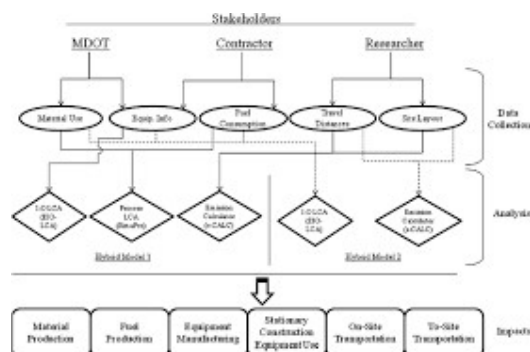 Stakeholders
MDOT
Contractor
Researcher
Material Use
Equip. Info
Fuel
Consumption
Travel
Distances
Site Layout
Data
Collection
I-O LCA
(EIO-
LCA)
Process
LCA
(SimaPro)
Emission
Calculator
(e-CALC)
I-O LCA
(EIO-
LCA)
Emission
Calculator
(e-CALC)
Analysis
Hybrid Model 1
Hybrid Model 2
Material
Production
Fuel
Production
Equipment
Manufacturing
Stationary
Construction
Equipment Use
On-Site
Transportation
To-Site
Transportation
Impacts